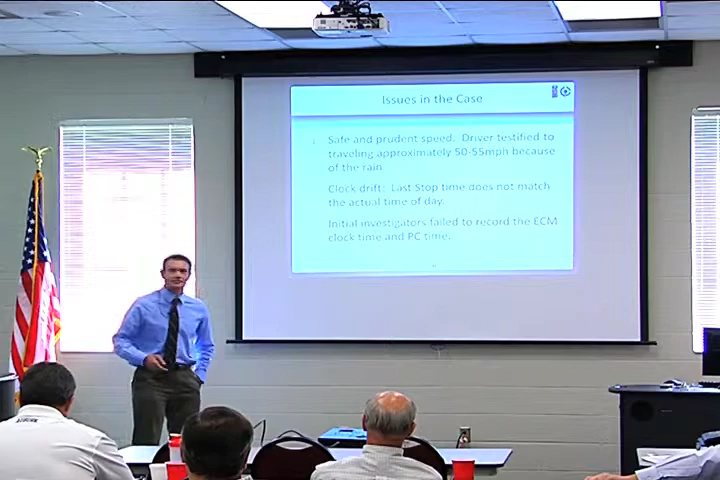 Issues in the Case
Safe and prudent speed. Driver testified to
traveling approximately 50-55mph because
of the rain
Clock drift: Last Stop time does not match
the actual time of day.
Initial investigators failed to record the ECM
clock time and PC time.